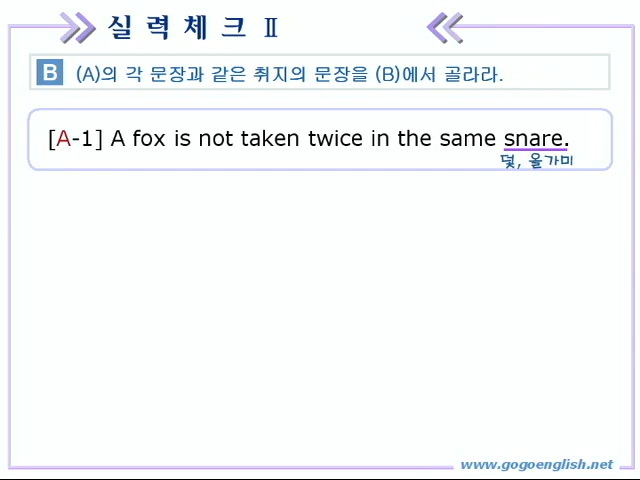 실 력 체 크 Ⅱ
B (A)의 각 문장과 같은 취지의 문장을 (B)에서 골라라.
[A-1] A fox is not taken twice in the same snare.
덫, 올가미
www.gogoenglish.net